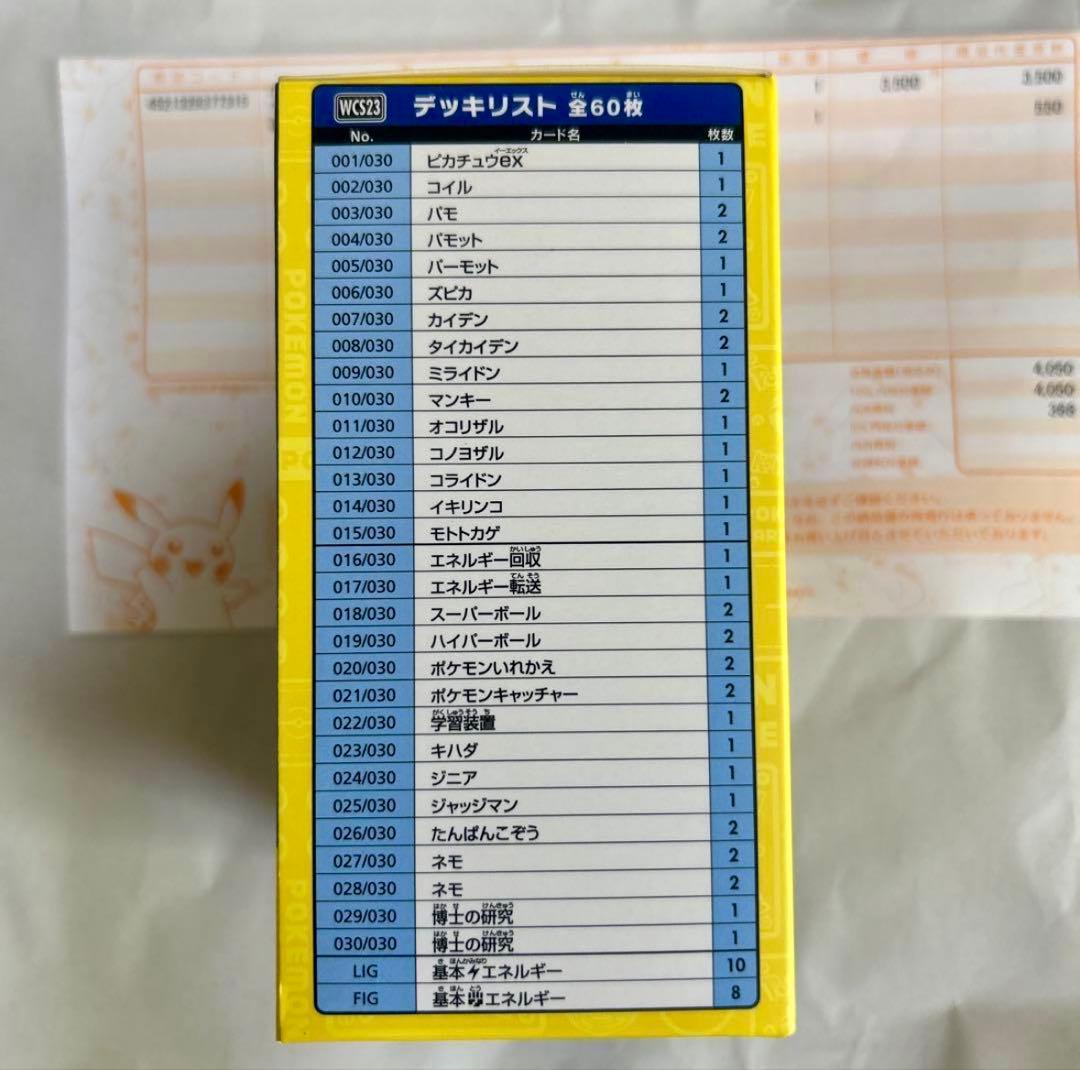 WCS23 デッキリスト 全60枚
No. カード名 枚数
001/030 ピカチュウex 1
002/030 コイル 1
003/030 パモ 2
004/030 パモット 2
005/030 パーモット 1
006/030 ズピカ 1
007/030 カイデン 2
008/030 タイカイデン 2
009/030 ミライドン 1
010/030 マンキー 2
011/030 オコリザル 1
012/030 コノヨザル 1
013/030 コライドン 1
014/030 イキリンコ 1
015/030 モトトカゲ 1
016/030 エネルギー回収 1
017/030 エネルギー転送 1
018/030 スーパーボール 2
019/030 ハイパーボール 2
020/030 ポケモンいれかえ 2
021/030 ポケモンキャッチャー 2
022/030 学習装置 1
023/030 キハダ 1
024/030 ジニア 1
025/030 ジャッジマン 1
026/030 たんぱんこぞう 2
027/030 ネモ 2
028/030 ネモ 2
029/030 博士の研究 1
030/030 博士の研究 1
LIG 基本エネルギー 10
FIG 基本エネルギー 8
POKEMON
POKEMON
3,500 3,500
550
4,050
4,050
368